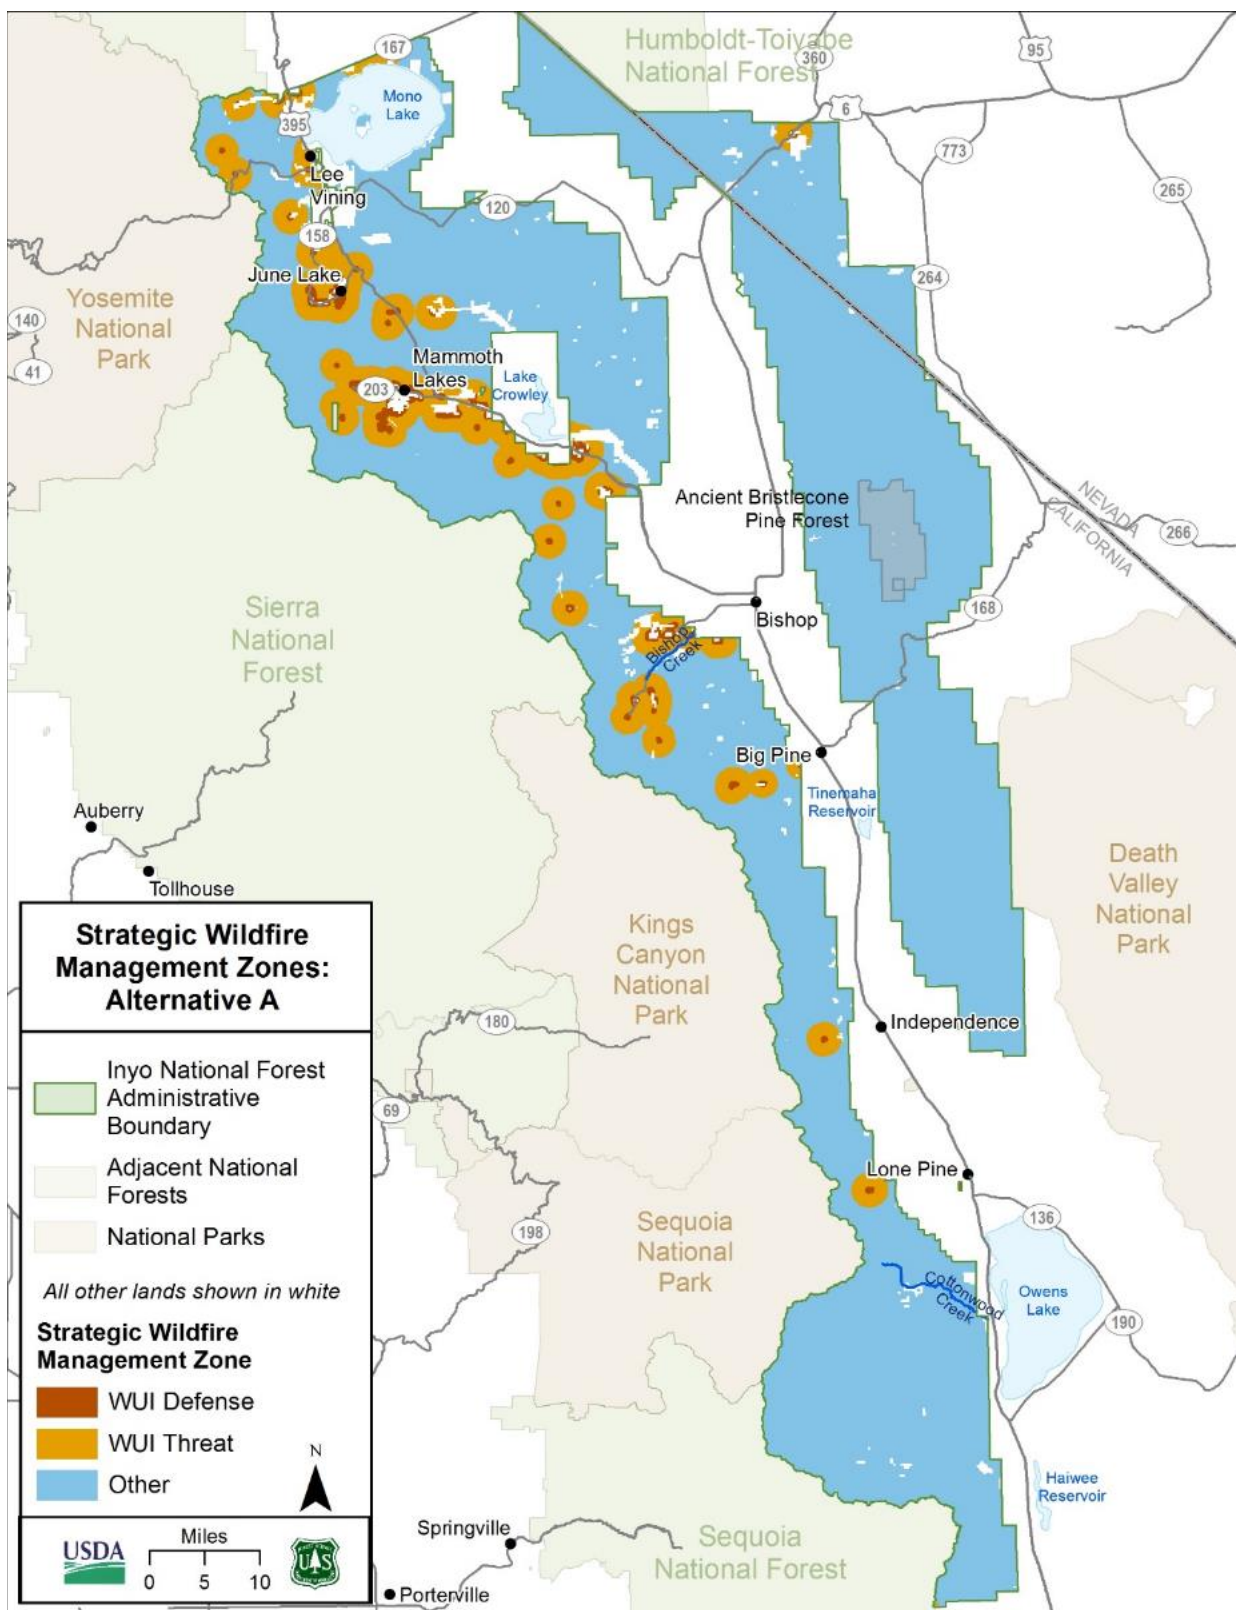 Humboldt-Toiyabe
National Forest
167
360
95
6
Mono
Lake
395
773
Lee
Vining
265
120
158
264
June Lake
Yosemite
National
Park
140
41
Mammoth
Lakes
203
Lake
Crowley
Ancient Bristlecone
Pine Forest
NEVADA
CALIFORNIA
266
168
Sierra
National
Forest
Bishop
Bishop
Creek
Big Pine
Tinemaha
Reservoir
Auberry
Tollhouse
Death
Valley
National
Park
Kings
Canyon
National
Park
180
Independence
69
Lone Pine
198
Sequoia
National
Park
136
Cottonwood
Creek
Owens
Lake
190
Haiwee
Reservoir
Springville
Sequoia
National Forest
Porterville
Strategic Wildfire
Management Zones:
Alternative A
Inyo National Forest
Administrative
Boundary
Adjacent National
Forests
National Parks
All other lands shown in white
Strategic Wildfire
Management Zone
WUI Defense
WUI Threat
Other
N
USDA
Miles
0 5 10
U S